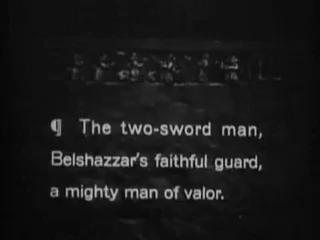 ¶ The two-sword man,
Belshazzar's faithful guard,
a mighty man of valor.